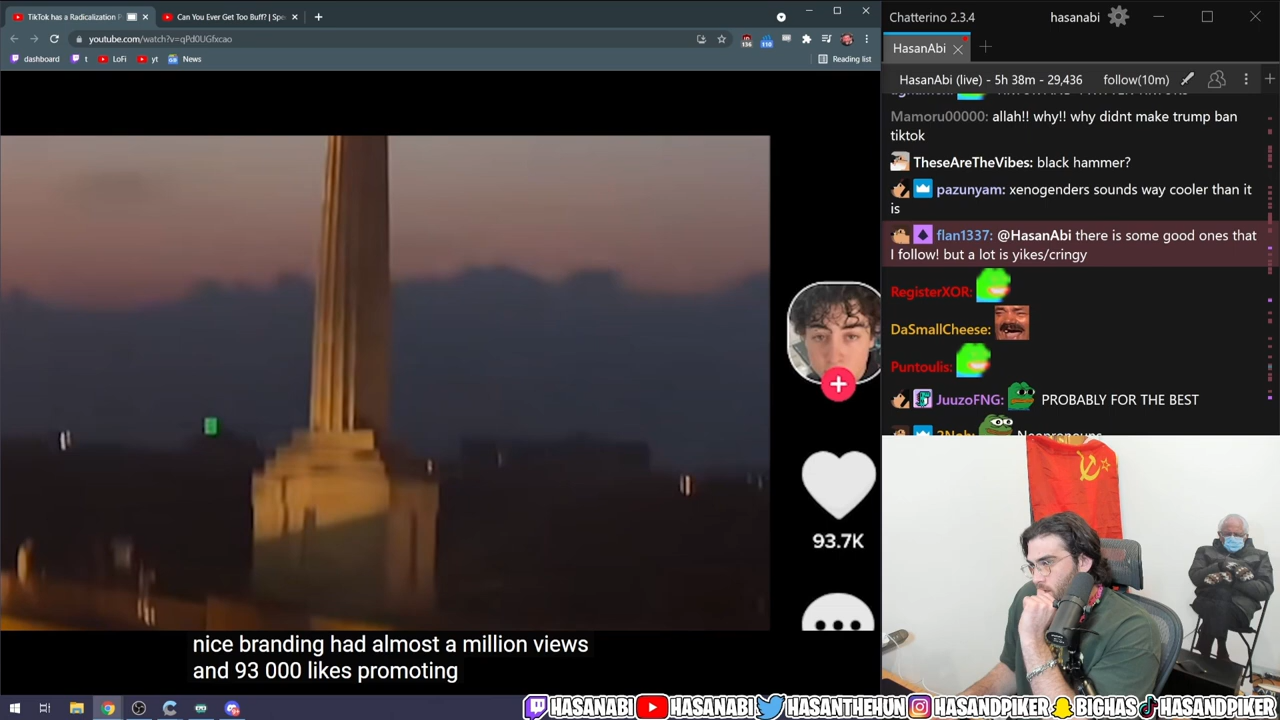 TikTok has a Radicalization P
Can You Ever Get Too Buff? | Spe
youtube.com/watch?v=qPd0UGfxcao
136
110
dashboard
t
LoFi
yt
News
Reading list
93.7K
nice branding had almost a million views
and 93 000 likes promoting
Chatterino 2.3.4
hasanabi
HasanAbi
HasanAbi (live) - 5h 38m - 29,436
follow(10m)
Mamoru00000: allah!! why!! why didnt make trump ban
tiktok
TheseAreTheVibes: black hammer?
pazunyam: xenogenders sounds way cooler than it
is
flan1337: @HasanAbi there is some good ones that
I follow! but a lot is yikes/cringy
RegisterXOR:
DaSmallCheese:
Puntoulis:
JuuzoFNG: PROBABLY FOR THE BEST
Neopronouns
HASANABI
HASANABI
HASANTHEHUN
HASANDPIKER
BIGHAS
HASANDPIKER